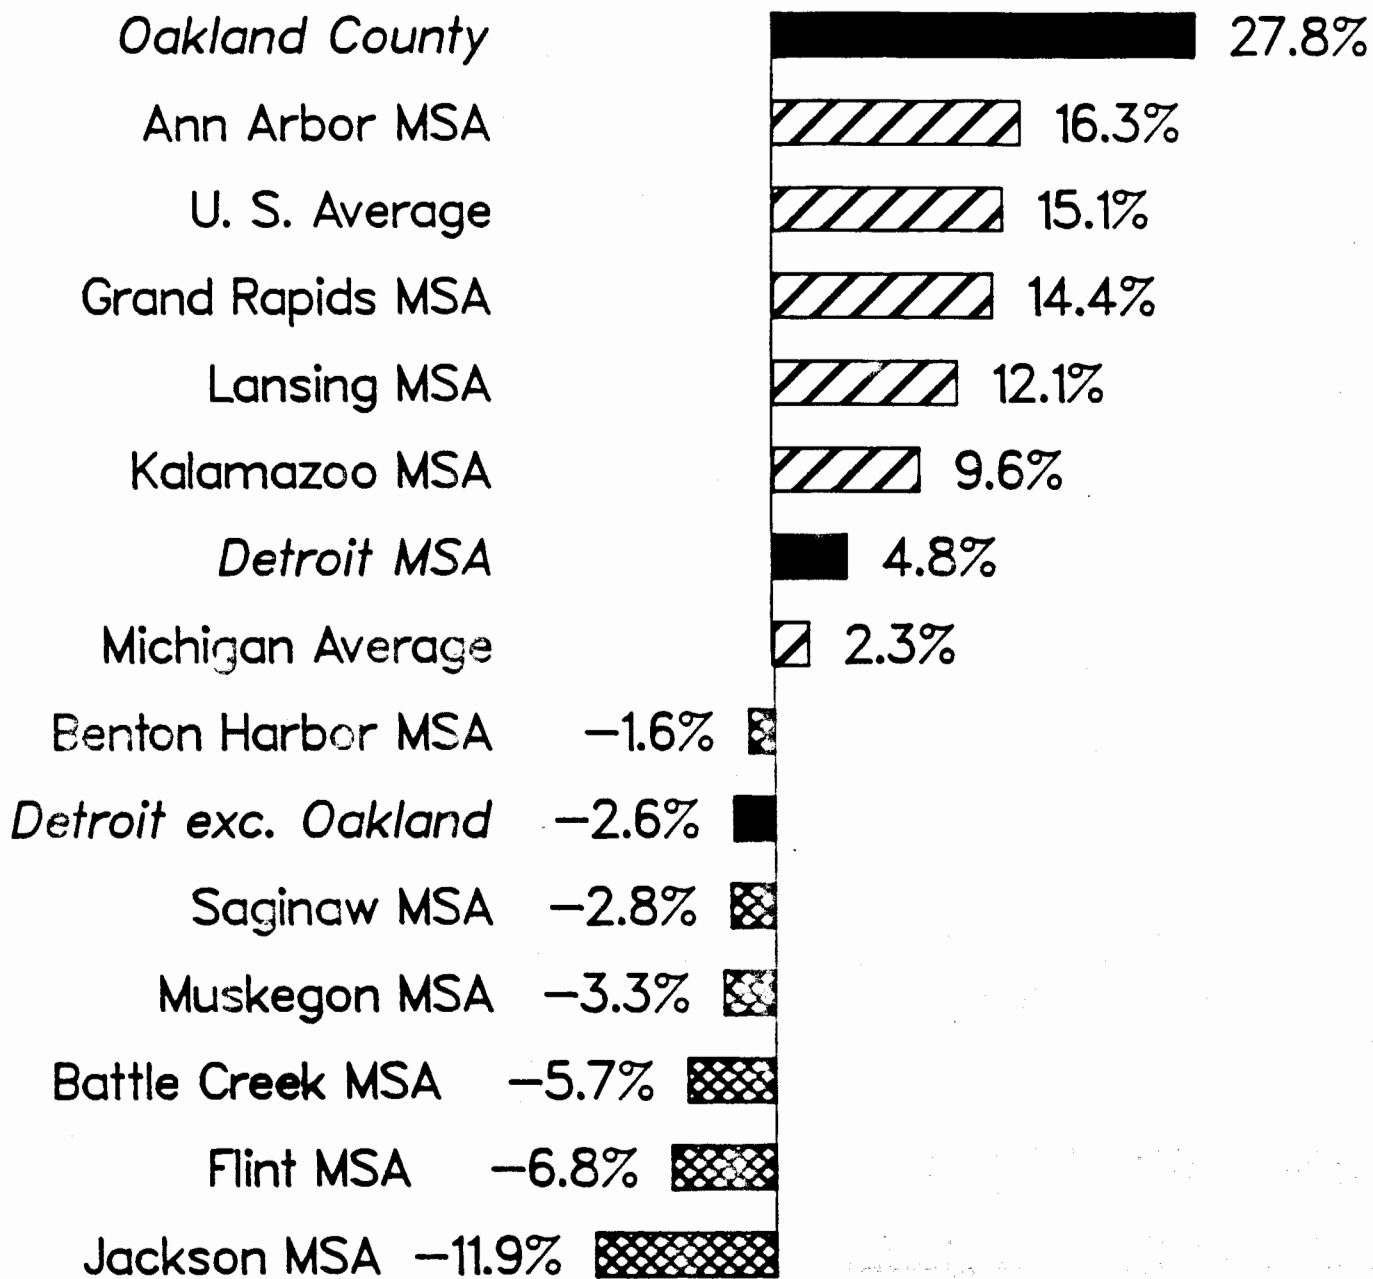 Oakland County 27.8%
Ann Arbor MSA 16.3%
U. S. Average 15.1%
Grand Rapids MSA 14.4%
Lansing MSA 12.1%
Kalamazoo MSA 9.6%
Detroit MSA 4.8%
Michigan Average 2.3%
Benton Harbor MSA −1.6%
Detroit exc. Oakland −2.6%
Saginaw MSA −2.8%
Muskegon MSA −3.3%
Battle Creek MSA −5.7%
Flint MSA −6.8%
Jackson MSA −11.9%